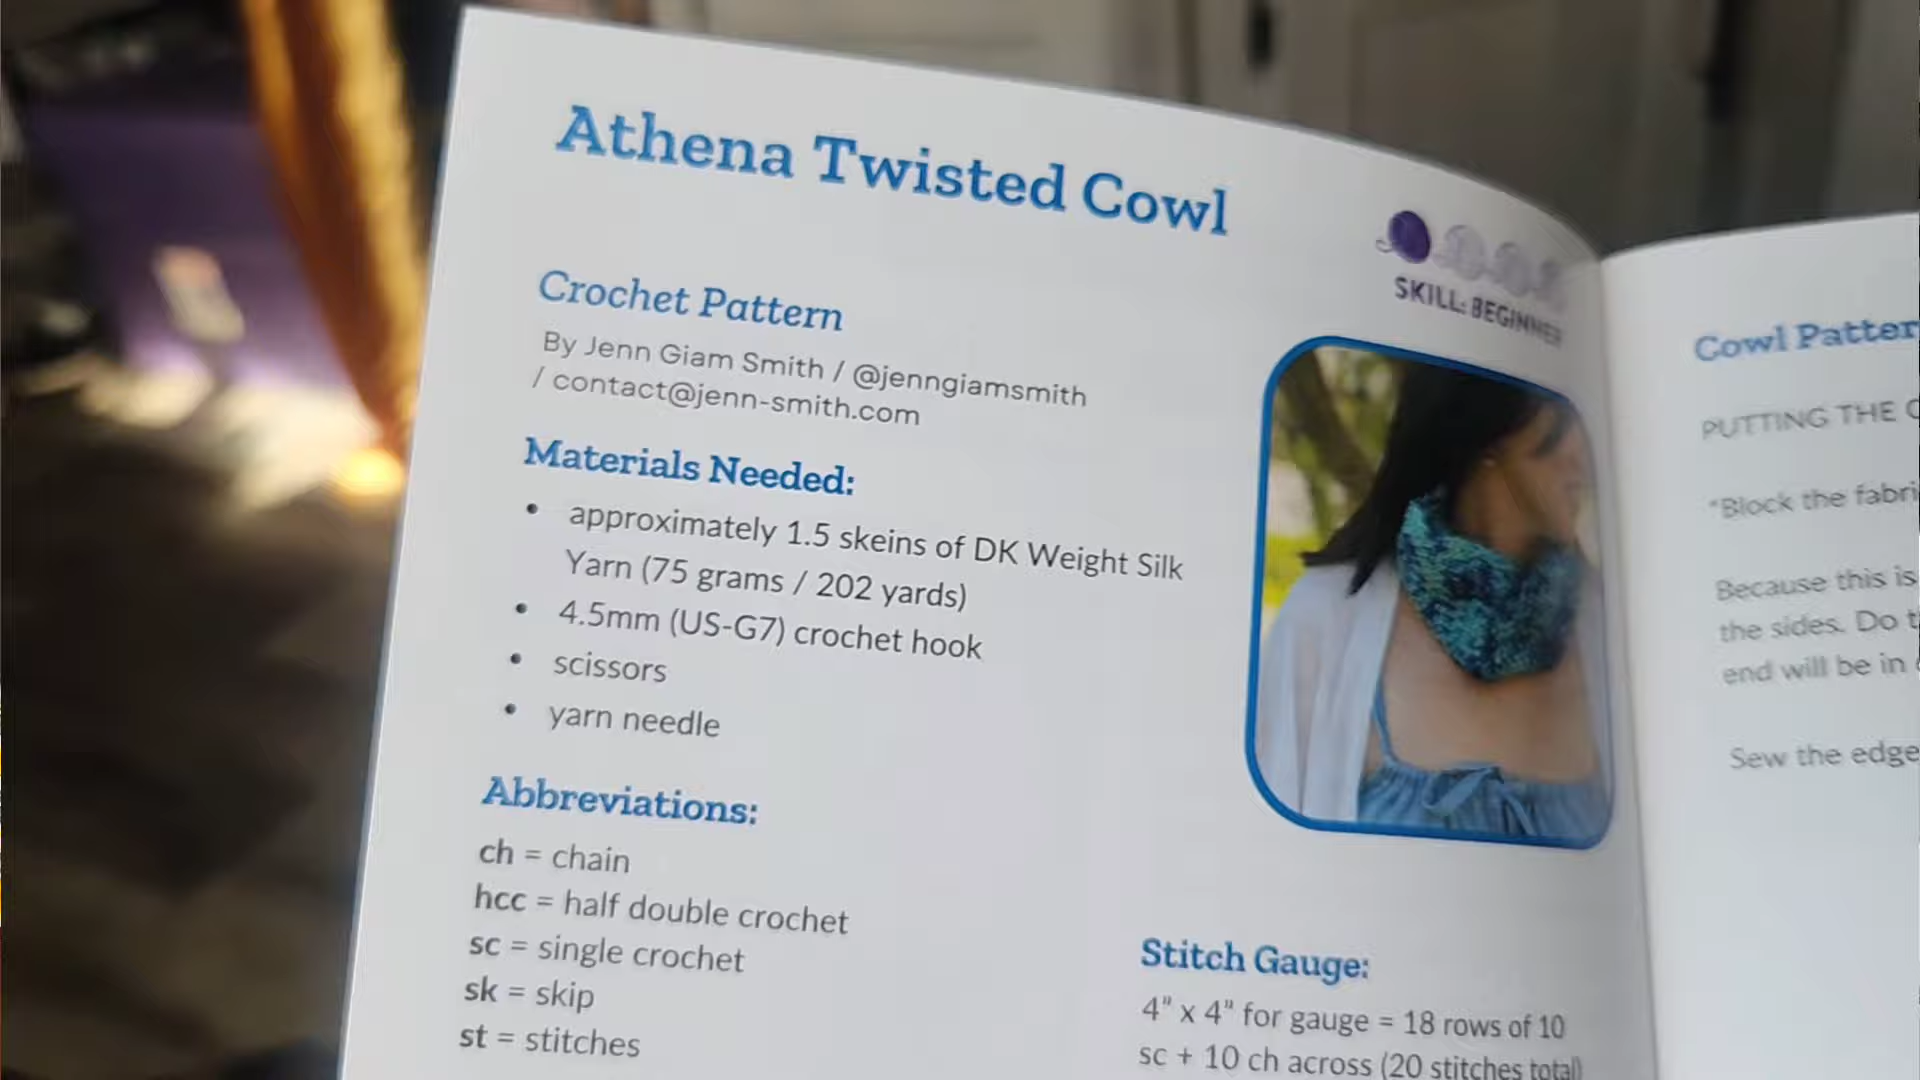 Athena Twisted Cowl
SKILL: BEGINNER
Crochet Pattern
By Jenn Giam Smith / @jenngiamsmith
/ contact@jenn-smith.com
Materials Needed:
• approximately 1.5 skeins of DK Weight Silk
Yarn (75 grams / 202 yards)
• 4.5mm (US-G7) crochet hook
• scissors
• yarn needle
Abbreviations:
ch = chain
hcc = half double crochet
sc = single crochet
sk = skip
st = stitches
Stitch Gauge:
4" x 4" for gauge = 18 rows of 10
sc + 10 ch across (20 stitches total)
Cowl
PUTTING THE
*Block the
Because this is
the sides. Do
end will be in
Sew the